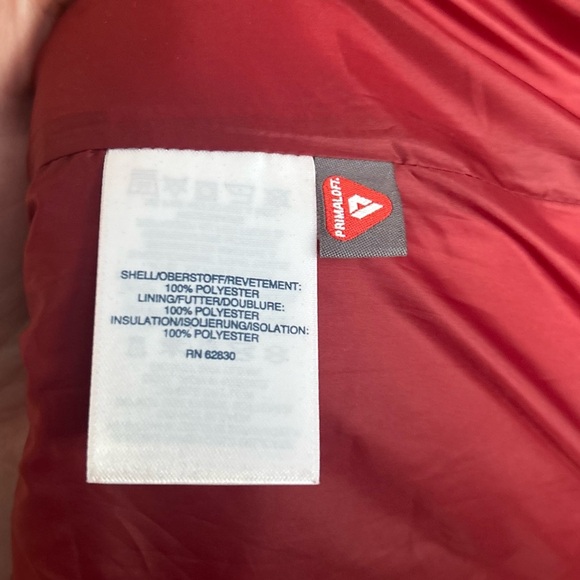 SHELL/OBERSTOFF/REVETEMENT:
100% POLYESTER
LINING/FUTTER/DOUBLURE:
100% POLYESTER
INSULATION/ISOLIERUNG/ISOLATION:
100% POLYESTER
RN 62830
PRIMALOFT